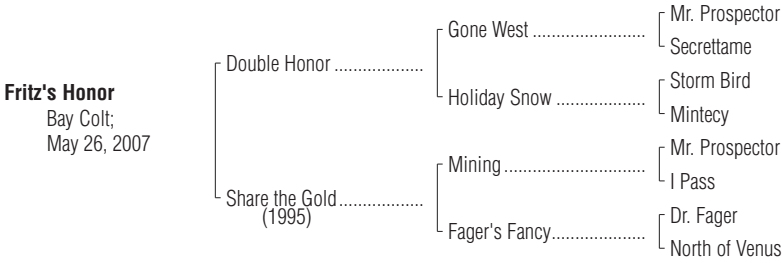 Fritz's Honor
Bay Colt;
May 26, 2007
Double Honor ...................
Share the Gold..................
(1995)
Gone West ........................
Holiday Snow ...................
Mining ..............................
Fager's Fancy....................
Mr. Prospector
Secrettame
Storm Bird
Mintecy
Mr. Prospector
I Pass
Dr. Fager
North of Venus